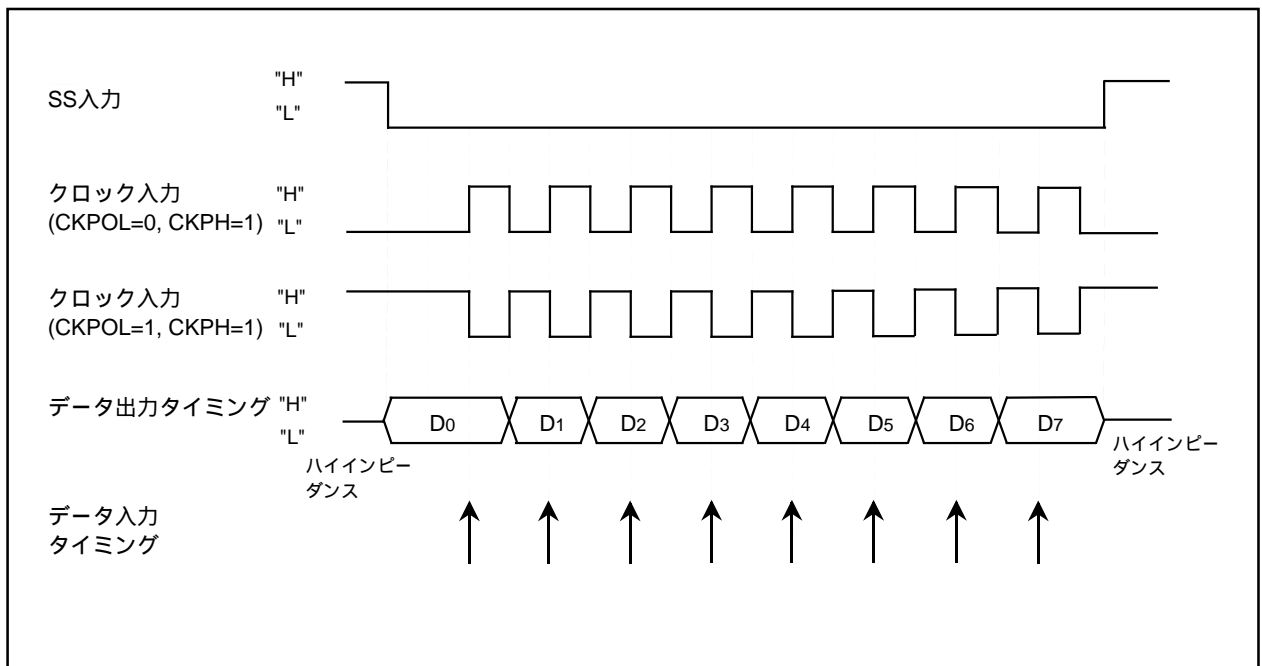 SS入力
"H"
"L"
クロック入力
(CKPOL=0, CKPH=1)
"H"
"L"
クロック入力
(CKPOL=1, CKPH=1)
"H"
"L"
データ出力タイミング
"H"
"L"
D0
D1
D2
D3
D4
D5
D6
D7
ハイインピー
ダンス
ハイインピー
ダンス
データ入力
タイミング